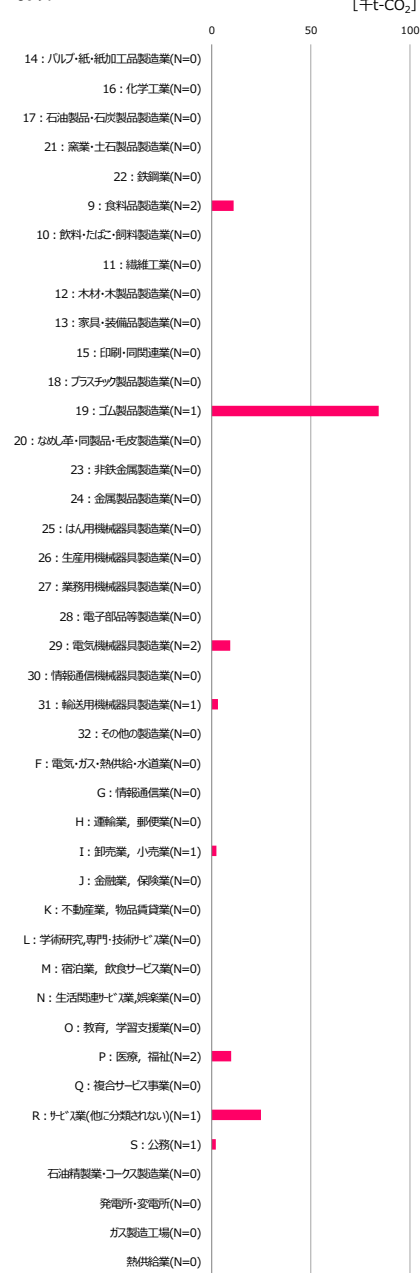 [千t-CO₂]
0 50 100
14：パルプ・紙・紙加工品製造業(N=0)
16：化学工業(N=0)
17：石油製品・石炭製品製造業(N=0)
21：窯業・土石製品製造業(N=0)
22：鉄鋼業(N=0)
9：食料品製造業(N=2)
10：飲料・たばこ・飼料製造業(N=0)
11：繊維工業(N=0)
12：木材・木製品製造業(N=0)
13：家具・装備品製造業(N=0)
15：印刷・同関連業(N=0)
18：プラスチック製品製造業(N=0)
19：ゴム製品製造業(N=1)
20：なめし革・同製品・毛皮製造業(N=0)
23：非鉄金属製造業(N=0)
24：金属製品製造業(N=0)
25：はん用機械器具製造業(N=0)
26：生産用機械器具製造業(N=0)
27：業務用機械器具製造業(N=0)
28：電子部品等製造業(N=0)
29：電気機械器具製造業(N=2)
30：情報通信機械器具製造業(N=0)
31：輸送用機械器具製造業(N=1)
32：その他の製造業(N=0)
F：電気・ガス・熱供給・水道業(N=0)
G：情報通信業(N=0)
H：運輸業，郵便業(N=0)
I：卸売業，小売業(N=1)
J：金融業，保険業(N=0)
K：不動産業，物品賃貸業(N=0)
L：学術研究,専門・技術ｻｰﾋﾞｽ業(N=0)
M：宿泊業，飲食サービス業(N=0)
N：生活関連ｻｰﾋﾞｽ業,娯楽業(N=0)
O：教育，学習支援業(N=0)
P：医療，福祉(N=2)
Q：複合サービス事業(N=0)
R：ｻｰﾋﾞｽ業(他に分類されない)(N=1)
S：公務(N=1)
石油精製業・コークス製造業(N=0)
発電所・変電所(N=0)
ガス製造工場(N=0)
熱供給業(N=0)